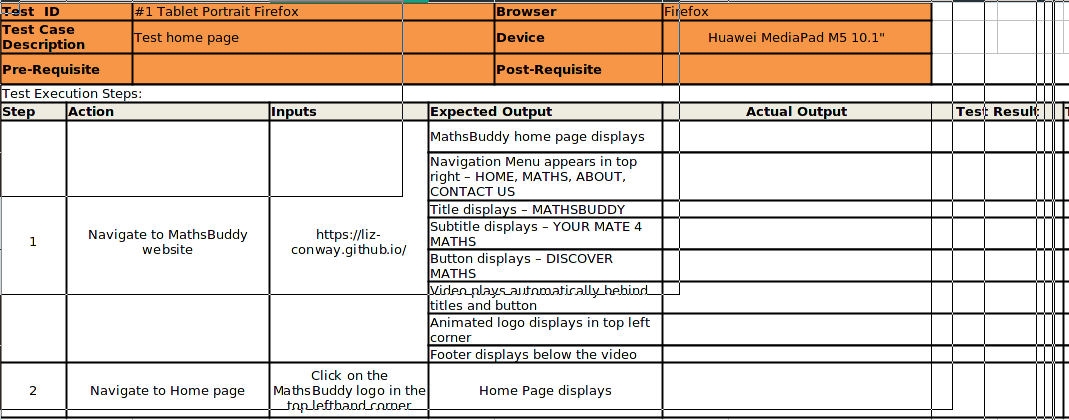 Test ID #1 Tablet Portrait Firefox Browser Firefox
Test Case
Description Test home page Device Huawei MediaPad M5 10.1"
Pre-Requisite Post-Requisite
Test Execution Steps:
Step Action Inputs Expected Output Actual Output Test Result
1
Navigate to MathsBuddy
website
https://liz-
conway.github.io/
MathsBuddy home page displays
Navigation Menu appears in top
right – HOME, MATHS, ABOUT,
CONTACT US
Title displays – MATHSBUDDY
Subtitle displays – YOUR MATE 4
MATHS
Button displays – DISCOVER
MATHS
Video plays automatically behind
titles and button
Animated logo displays in top left
corner
Footer displays below the video
2
Navigate to Home page
Click on the
MathsBuddy logo in the
top lefthand corner
Home Page displays